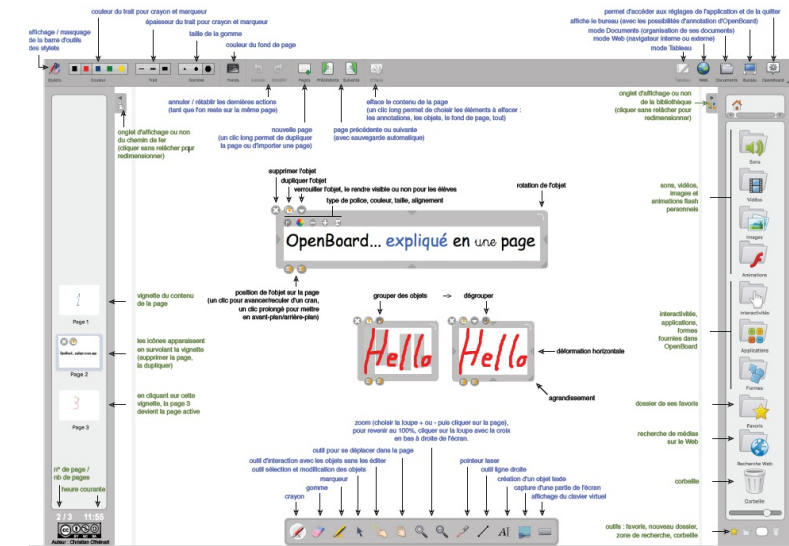 couleur du trait pour crayon et marqueur
épaisseur du trait pour crayon et marqueur
taille de la gomme
couleur du fond de page
affichage / masquage
de la barre d'outils
des stylets
permet d'accéder aux réglages de l'application et de la quitter
affiche le bureau (avec les possibilités d'annotation d'OpenBoard)
mode Documents (organisation de ses documents)
mode Web (navigateur interne ou externe)
mode Tableau
Stylets
Couleur
Trait
Gomme
Fonds
Annuler
Rétablir
Pages
Précédente
Suivante
Effacer
Tableau
Web
Documents
Bureau
OpenBoard
annuler / rétablir les dernières actions
(tant que l'on reste sur la même page)
efface le contenu de la page
(un clic long permet de choisir les éléments à effacer :
les annotations, les objets, le fond de page, tout)
nouvelle page
(un clic long permet de dupliquer
la page ou d'importer une page)
page précédente ou suivante
(avec sauvegarde automatique)
onglet d'affichage ou non
du chemin de fer
(cliquer sans relâcher pour
redimensionner)
onglet d'affichage ou non
de la bibliothèque
(cliquer sans relâcher pour
redimensionner)
supprimer l'objet
dupliquer l'objet
verrouiller l'objet, le rendre visible ou non pour les élèves
type de police, couleur, taille, alignement
rotation de l'objet
OpenBoard... expliqué en une page
position de l'objet sur la page
(un clic pour avancer/reculer d'un cran,
un clic prolongé pour mettre
en avant-plan/arrière-plan)
grouper des objets --> dégrouper
Hello
Hello
déformation horizontale
agrandissement
sons, vidéos,
images et
animations flash
personnels
Sons
Vidéos
Images
Animations
interactivités,
applications,
formes
fournies dans
OpenBoard
Interactivités
Applications
Formes
dossier de ses favoris
Favoris
recherche de médias
sur le Web
Recherche Web
corbeille
Corbeille
outils : favoris, nouveau dossier,
zone de recherche, corbeille
1
Page 1
vignette du contenu
de la page
Page 2
les icônes apparaissent
en survolant la vignette
(supprimer la page,
la dupliquer)
3
Page 3
en cliquant sur cette
vignette, la page 3
devient la page active
n° de page /
nb de pages
heure courante
2 / 3 11:55
Auteur : Christian Olhévait
zoom (choisir la loupe + ou - puis cliquer sur la page),
pour revenir au 100%, cliquer sur la loupe avec la croix
en bas à droite de l'écran.
outil pour se déplacer dans la page
outil d'interaction avec les objets sans les éditer
outil sélection et modification des objets
marqueur
gomme
crayon
pointeur laser
outil ligne droite
création d'un objet texte
capture d'une partie de l'écran
affichage du clavier virtuel
AI